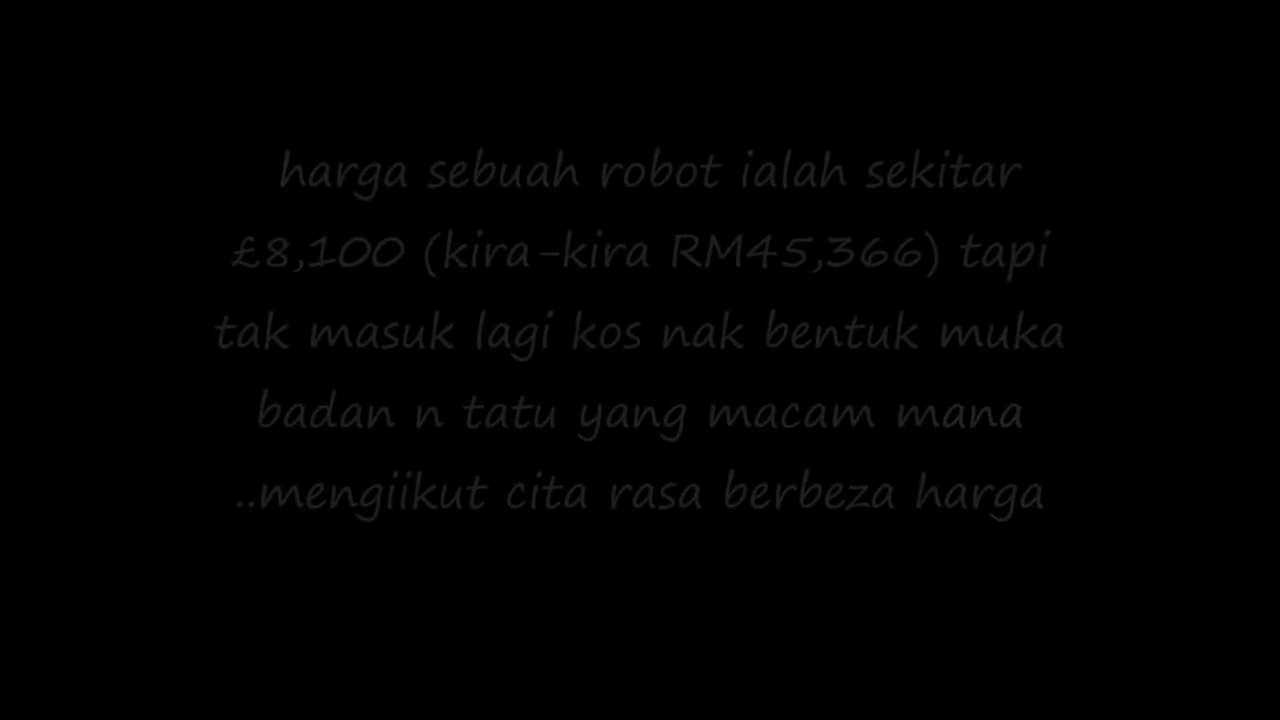 harga sebuah robot ialah sekitar
£8,100 (kira-kira RM45,366) tapi
tak masuk lagi kos nak bentuk muka
badan n tatu yang macam mana
..mengiikut cita rasa berbeza harga